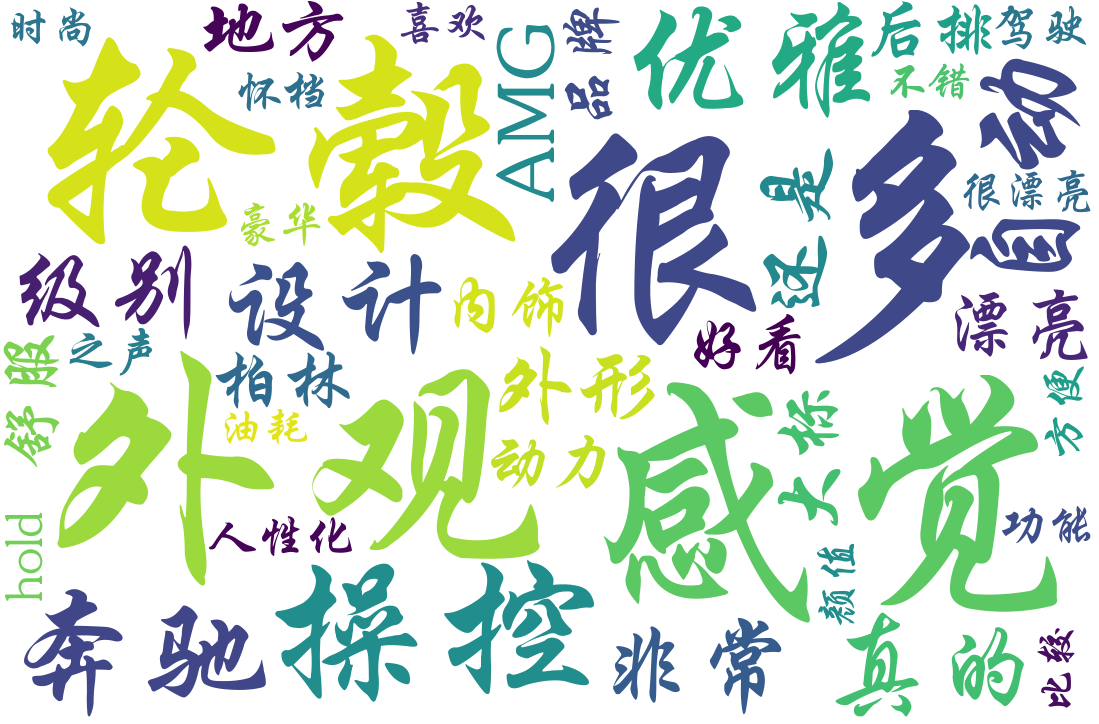 时尚
地方
喜欢
AMG
品牌
优雅
后排
驾驶
怀档
不错
轮毂
很多
自动
还是
很漂亮
豪华
级别
设计
内饰
漂亮
好看
之声
舒服
柏林
外形
外观
油耗
动力
感觉
大标
方便
hold
人性化
功能
颜值
奔驰
操控
非常
真的
比较